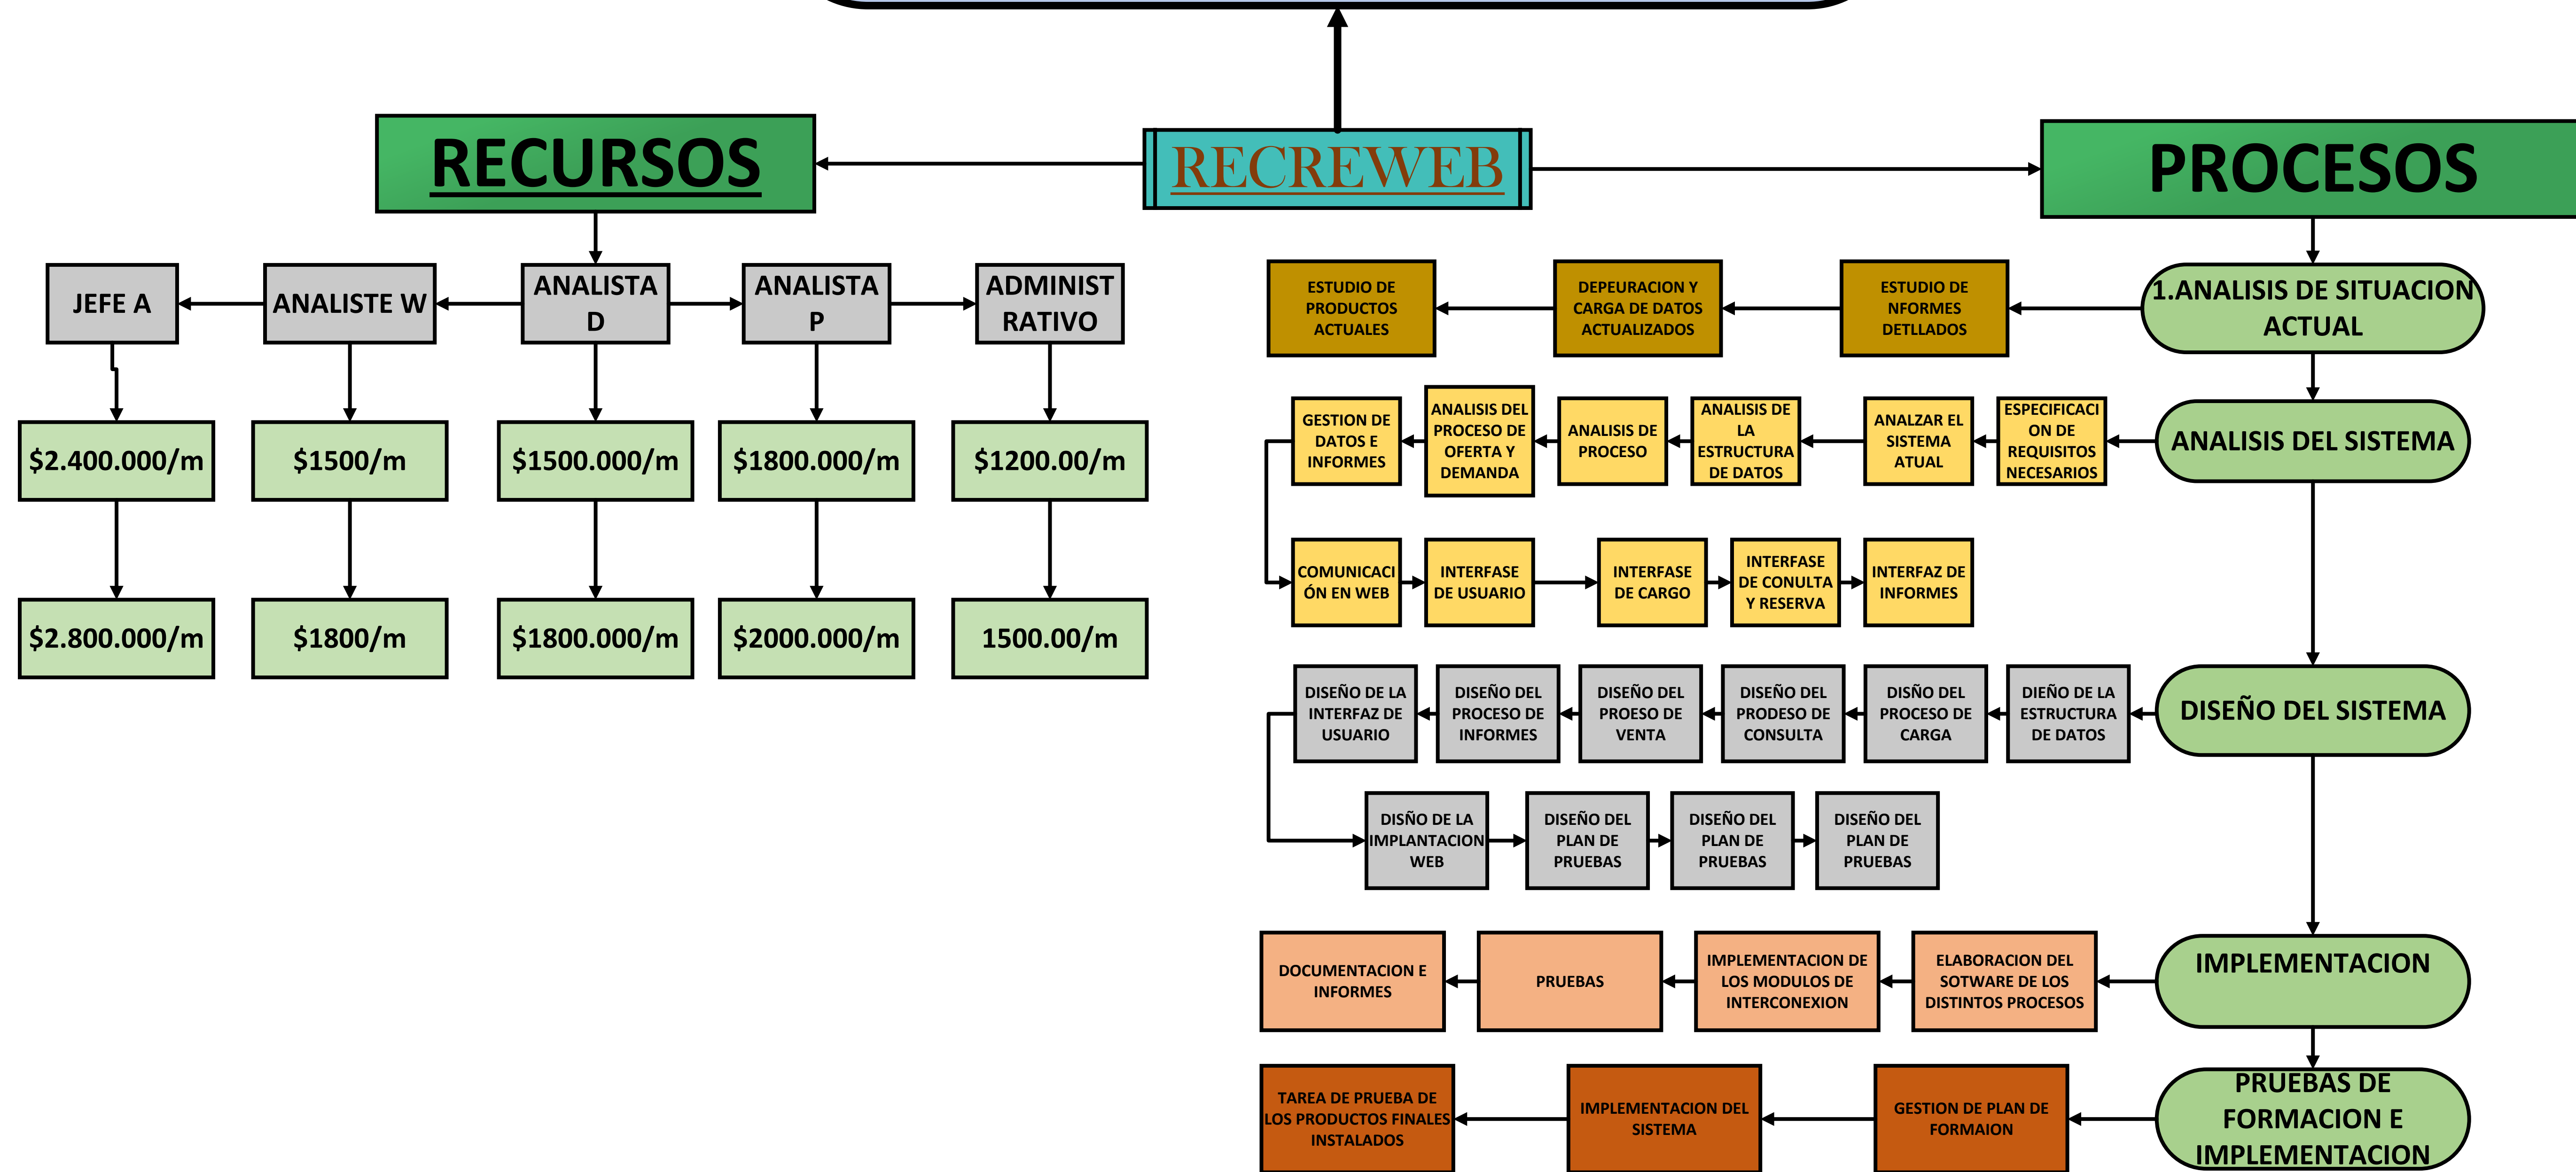 RECURSOS
RECREWEB
PROCESOS
JEFE A
ANALISTE W
ANALISTA
D
ANALISTA
P
ADMINIST
RATIVO
$2.400.000/m
$1500/m
$1500.000/m
$1800.000/m
$1200.00/m
$2.800.000/m
$1800/m
$1800.000/m
$2000.000/m
1500.00/m
1.ANALISIS DE SITUACION
ACTUAL
ESTUDIO DE
NFORMES
DETLLADOS
DEPEURACION Y
CARGA DE DATOS
ACTUALIZADOS
ESTUDIO DE
PRODUCTOS
ACTUALES
ANALISIS DEL SISTEMA
ESPECIFICACI
ON DE
REQUISITOS
NECESARIOS
ANALZAR EL
SISTEMA
ATUAL
ANALISIS DE
LA
ESTRUCTURA
DE DATOS
ANALISIS DE
PROCESO
ANALISIS DEL
PROCESO DE
OFERTA Y
DEMANDA
GESTION DE
DATOS E
INFORMES
COMUNICACI
ÓN EN WEB
INTERFASE
DE USUARIO
INTERFASE
DE CARGO
INTERFASE
DE CONULTA
Y RESERVA
INTERFAZ DE
INFORMES
DISEÑO DEL SISTEMA
DIEÑO DE LA
ESTRUCTURA
DE DATOS
DISÑO DEL
PROCESO DE
CARGA
DISEÑO DEL
PRODESO DE
CONSULTA
DISEÑO DEL
PROESO DE
VENTA
DISEÑO DEL
PROCESO DE
INFORMES
DISEÑO DE LA
INTERFAZ DE
USUARIO
DISÑO DE LA
IMPLANTACION
WEB
DISEÑO DEL
PLAN DE
PRUEBAS
DISEÑO DEL
PLAN DE
PRUEBAS
DISEÑO DEL
PLAN DE
PRUEBAS
IMPLEMENTACION
ELABORACION DEL
SOTWARE DE LOS
DISTINTOS PROCESOS
IMPLEMENTACION DE
LOS MODULOS DE
INTERCONEXION
PRUEBAS
DOCUMENTACION E
INFORMES
PRUEBAS DE
FORMACION E
IMPLEMENTACION
GESTION DE PLAN DE
FORMAION
IMPLEMENTACION DEL
SISTEMA
TAREA DE PRUEBA DE
LOS PRODUCTOS FINALES
INSTALADOS